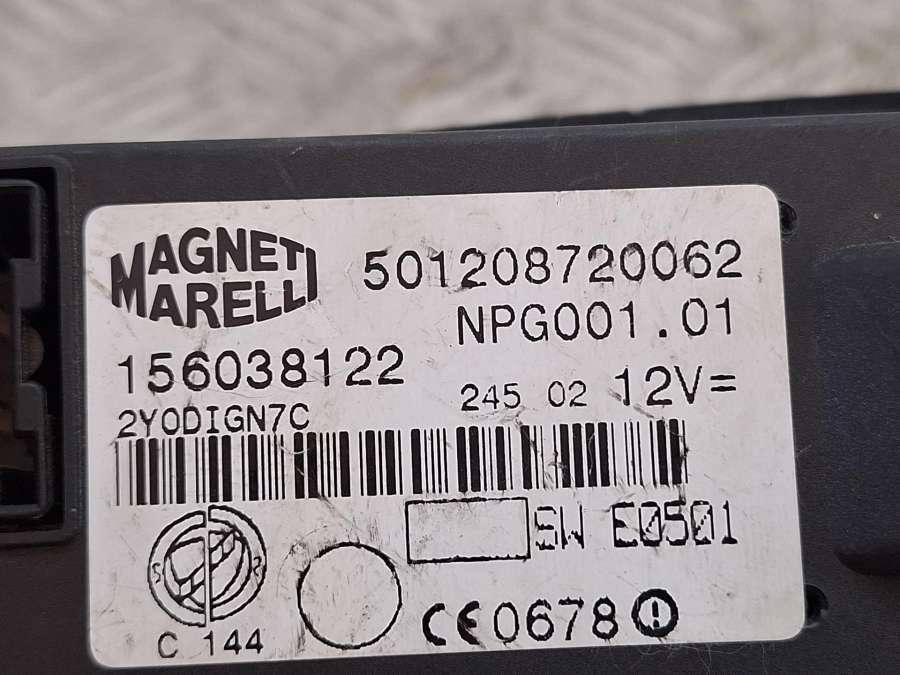 MAGNETI
MARELLI
501208720062
NPG001.01
156038122
245 02 12V=
2Y0DIGN7C
SW E0501
S R
C 144
CE0678